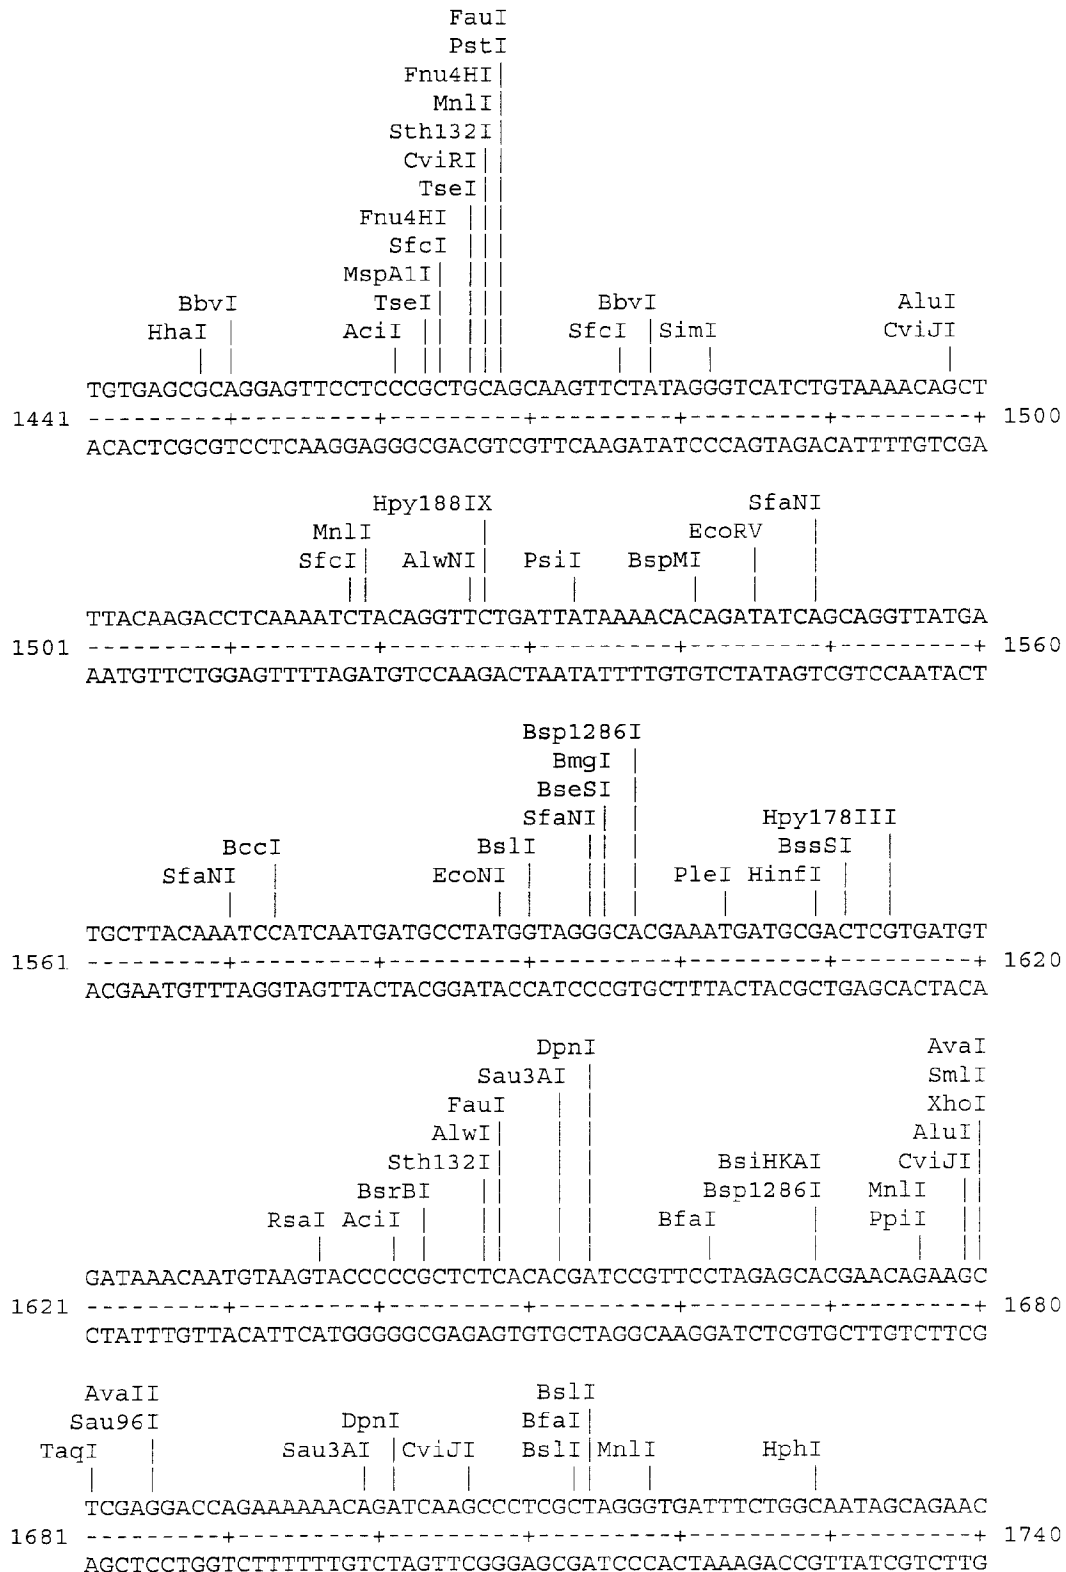 FauI
PstI
Fnu4HI
MnlI
Sth132I
CviRI
TseI
Fnu4HI
SfcI
MspA1I
BbvI TseI BbvI AluI
HhaI AciI SfcI SimI CviJI
TGTGAGCGCAGGAGTTCCTCCCGCTGCAGCAAGTTCTATAGGGTCATCTGTAAAACAGCT
1441 ---------+---------+---------+---------+---------+---------+ 1500
ACACTCGCGTCCTCAAGGAGGGCGACGTCGTTCAAGATATCCCAGTAGACATTTTGTCGA
Hpy188IX SfaNI
MnlI EcoRV
SfcI AlwNI PsiI BspMI
TTACAAGACCTCAAAATCTACAGGTTCTGATTATAAAACACAGATATCAGCAGGTTATGA
1501 ---------+---------+---------+---------+---------+---------+ 1560
AATGTTCTGGAGTTTTAGATGTCCAAGACTAATATTTTGTGTCTATAGTCGTCCAATACT
Bsp1286I
BmgI
BseSI
SfaNI Hpy178III
BccI BslI BssSI
SfaNI EcoNI PleI HinfI
TGCTTACAAATCCATCAATGATGCCTATGGTAGGGCACGAAATGATGCGACTCGTGATGT
1561 ---------+---------+---------+---------+---------+---------+ 1620
ACGAATGTTTAGGTAGTTACTACGGATACCATCCCGTGCTTTACTACGCTGAGCACTACA
DpnI AvaI
Sau3AI SmlI
FauI XhoI
AlwI AluI
Sth132I BsiHKAI CviJI
BsrBI Bsp1286I MnlI
RsaI AciI BfaI PpiI
GATAAACAATGTAAGTACCCCCGCTCTCACACGATCCGTTCCTAGAGCACGAACAGAAGC
1621 ---------+---------+---------+---------+---------+---------+ 1680
CTATTTGTTACATTCATGGGGGCGAGAGTGTGCTAGGCAAGGATCTCGTGCTTGTCTTCG
AvaII BslI
Sau96I DpnI BfaI
TaqI Sau3AI CviJI BslI MnlI HphI
TCGAGGACCAGAAAAAACAGATCAAGCCCTCGCTAGGGTGATTTCTGGCAATAGCAGAAC
1681 ---------+---------+---------+---------+---------+---------+ 1740
AGCTCCTGGTCTTTTTTGTCTAGTTCGGGAGCGATCCCACTAAAGACCGTTATCGTCTTG